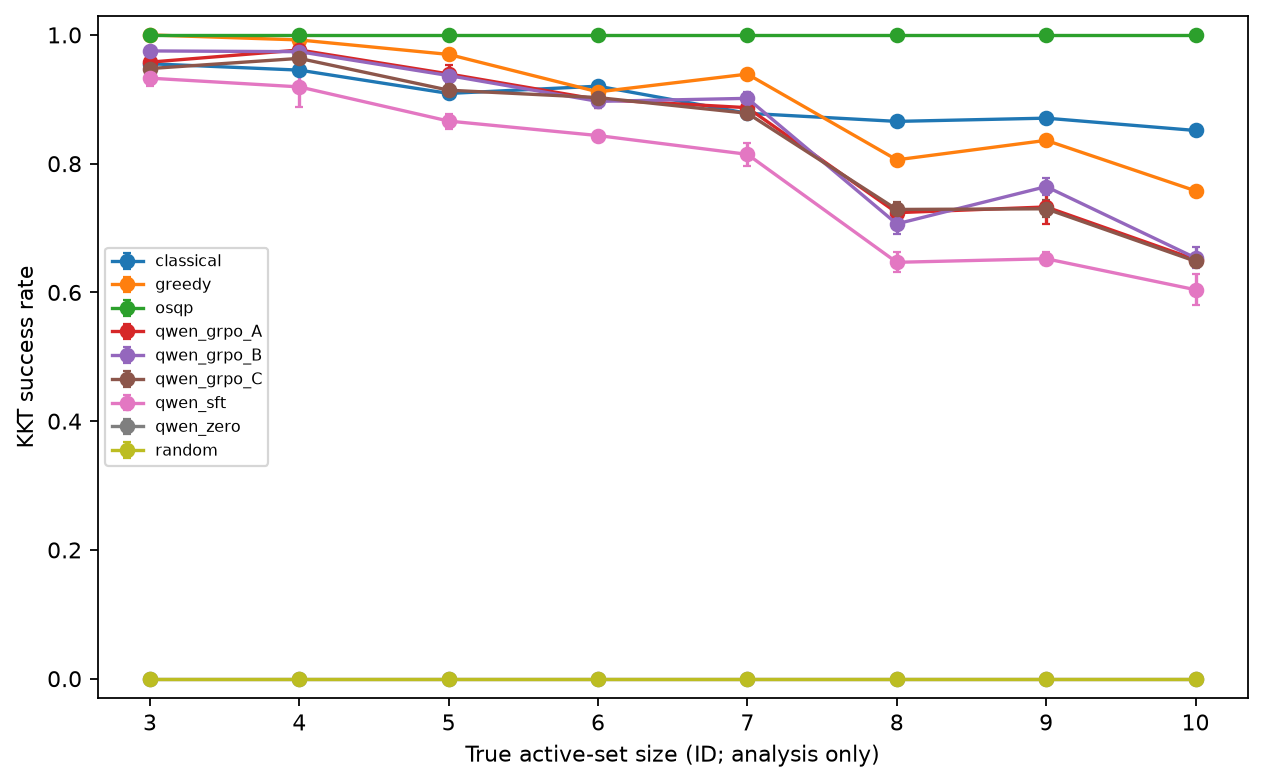 1.0
0.8
0.6
0.4
0.2
0.0
KKT success rate
classical
greedy
osqp
qwen_grpo_A
qwen_grpo_B
qwen_grpo_C
qwen_sft
qwen_zero
random
3 4 5 6 7 8 9 10
True active-set size (ID; analysis only)